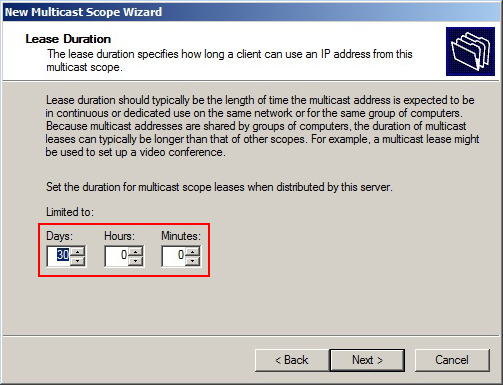 New Multicast Scope Wizard
Lease Duration
The lease duration specifies how long a client can use an IP address from this
multicast scope.
Lease duration should typically be the length of time the multicast address is expected to be
in continuous or dedicated use on the same network or for the same group of computers.
Because multicast addresses are shared by groups of computers, the duration of multicast
leases can typically be longer than that of other scopes. For example, a multicast lease might
be used to set up a video conference.
Set the duration for multicast scope leases when distributed by this server.
Limited to:
Days: Hours: Minutes:
30 0 0
< Back Next > Cancel